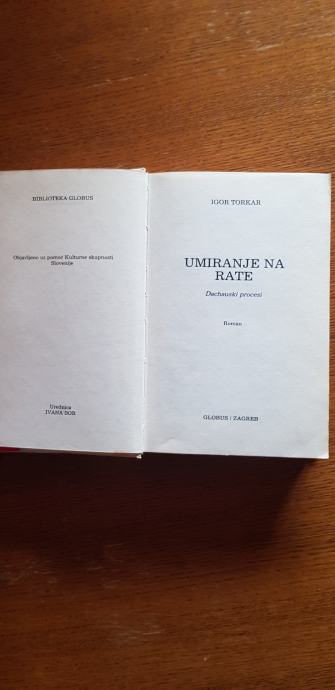 BIBLIOTEKA GLOBUS
Objavljeno uz pomoć Kulturne skupnosti
Slovenije
Urednica
IVANA BOR
IGOR TORKAR
UMIRANJE NA
RATE
Dachauski procesi
Roman
GLOBUS / ZAGREB